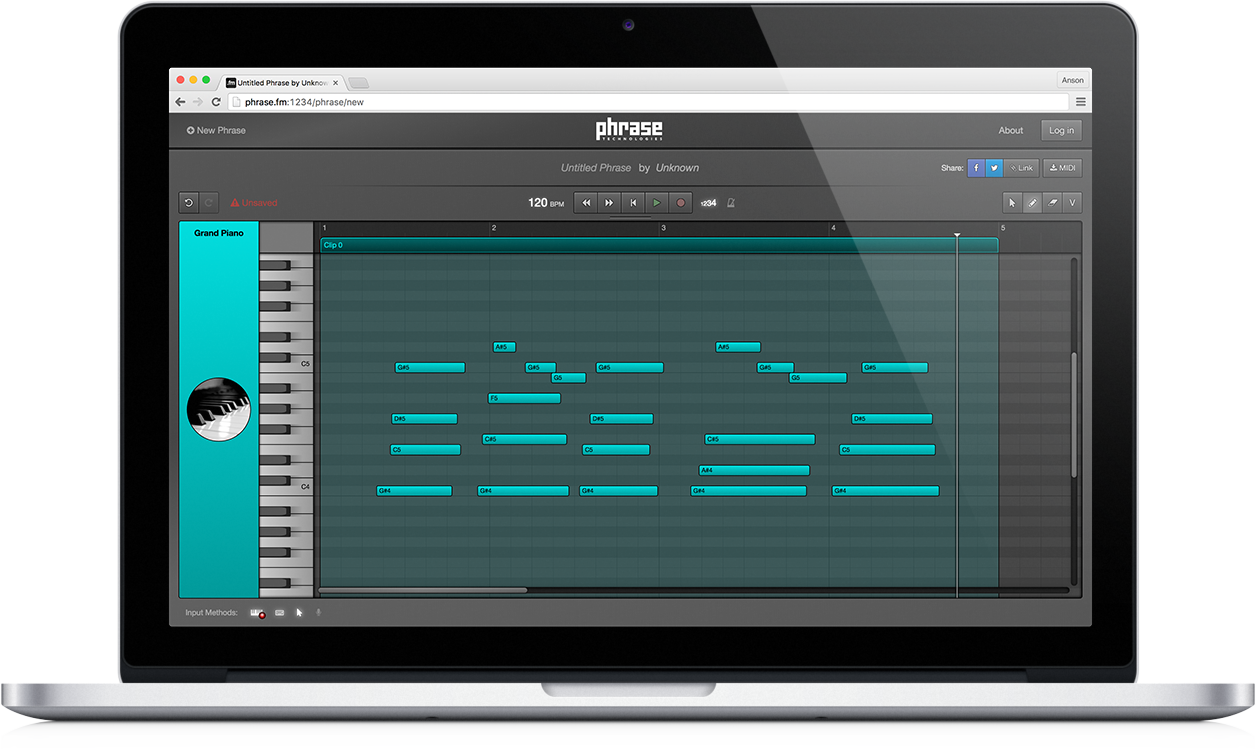 Untitled Phrase by Unknow
Anson
phrase.fm:1234/phrase/new
New Phrase
phrase
TECHNOLOGIES
About
Log in
Untitled Phrase by Unknown
Share:
f
Link
MIDI
Unsaved
120 BPM
1234
V
Grand Piano
1
2
3
4
5
Clip 0
A#5
A#5
C5
G#5
G#5
G#5
G#5
G#5
G5
G5
F5
D#5
D#5
D#5
C#5
C#5
C5
C5
C5
A#4
C4
G#4
G#4
G#4
G#4
G#4
Input Methods: